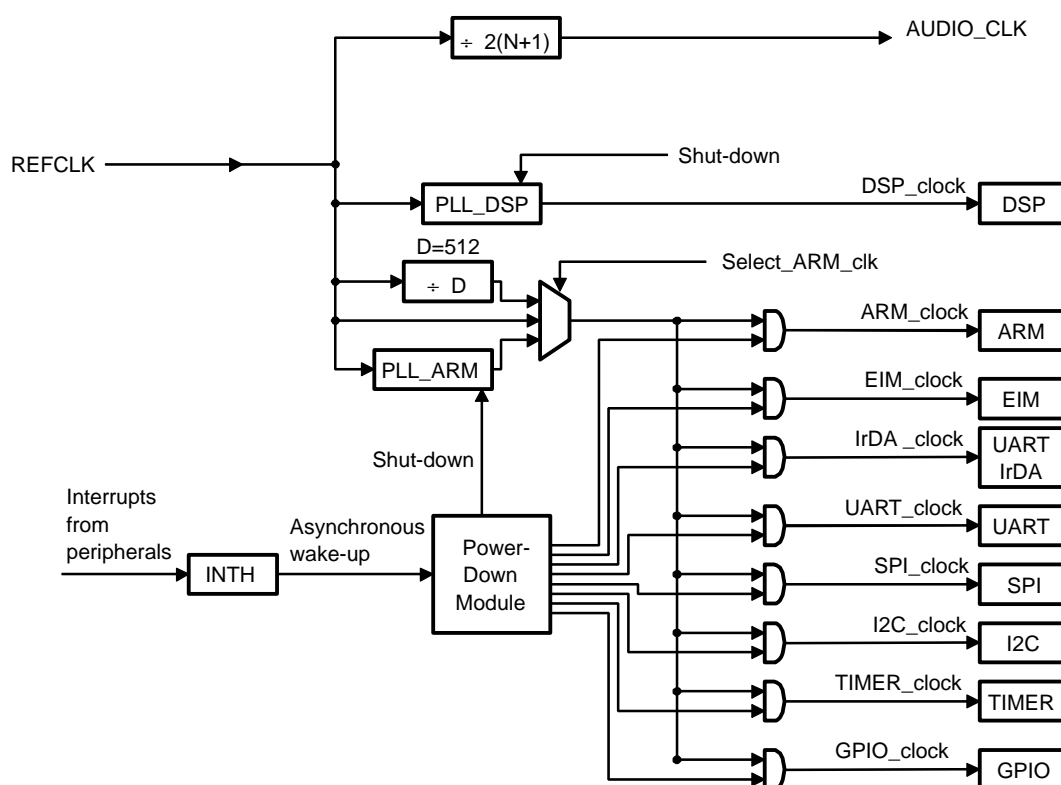 ÷ 2(N+1)
AUDIO_CLK
REFCLK
Shut-down
PLL_DSP
DSP_clock
DSP
D=512
÷ D
Select_ARM_clk
PLL_ARM
ARM_clock
ARM
EIM_clock
EIM
Shut-down
IrDA _clock
UART
IrDA
Interrupts
from
peripherals
INTH
Asynchronous
wake-up
Power-
Down
Module
UART_clock
UART
SPI_clock
SPI
I2C_clock
I2C
TIMER_clock
TIMER
GPIO_clock
GPIO